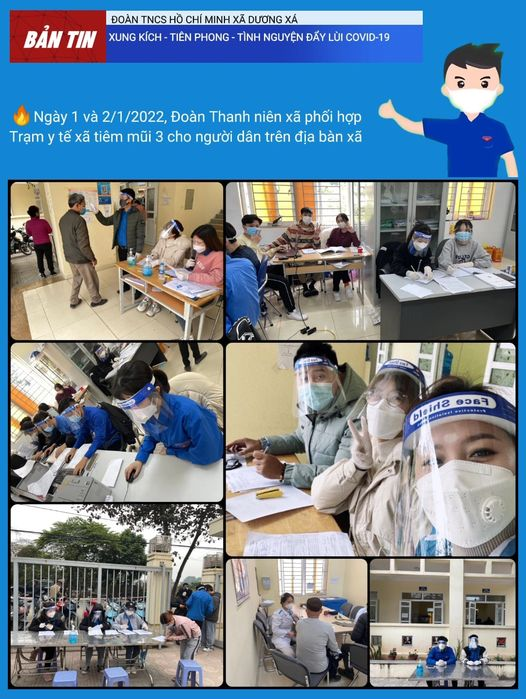 ĐOÀN TNCS HỒ CHÍ MINH XÃ DƯƠNG XÁ
BẢN TIN
XUNG KÍCH - TIÊN PHONG - TÌNH NGUYỆN ĐẨY LÙI COVID-19
🔥Ngày 1 và 2/1/2022, Đoàn Thanh niên xã phối hợp
Trạm y tế xã tiêm mũi 3 cho người dân trên địa bàn xã
Face Shield